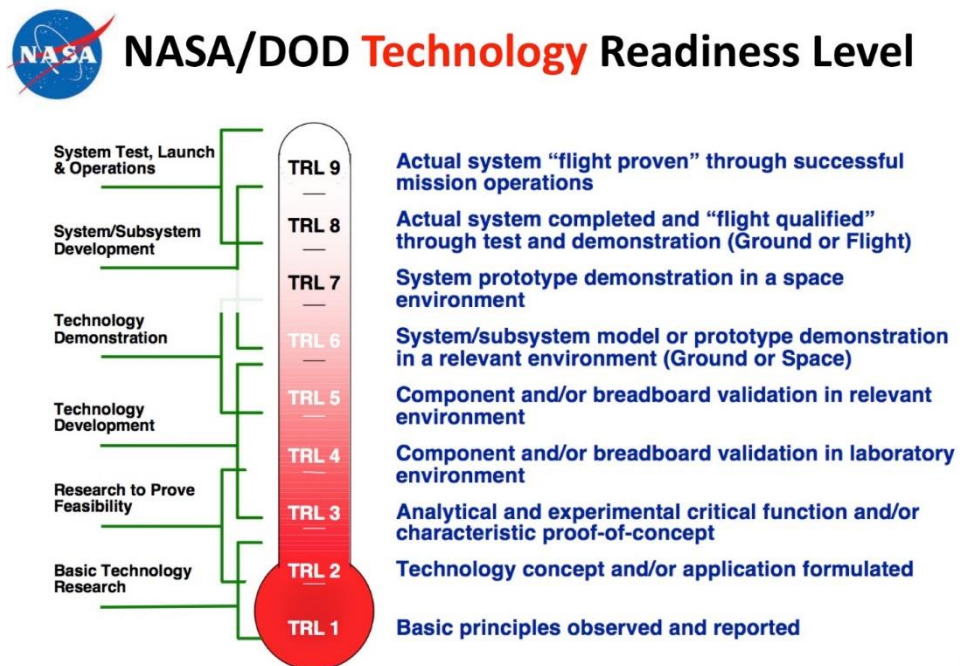 NASA
NASA/DOD Technology Readiness Level
System Test, Launch
& Operations
System/Subsystem
Development
Technology
Demonstration
Technology
Development
Research to Prove
Feasibility
Basic Technology
Research
TRL 9
TRL 8
TRL 7
TRL 6
TRL 5
TRL 4
TRL 3
TRL 2
TRL 1
Actual system “flight proven” through successful
mission operations
Actual system completed and “flight qualified”
through test and demonstration (Ground or Flight)
System prototype demonstration in a space
environment
System/subsystem model or prototype demonstration
in a relevant environment (Ground or Space)
Component and/or breadboard validation in relevant
environment
Component and/or breadboard validation in laboratory
environment
Analytical and experimental critical function and/or
characteristic proof-of-concept
Technology concept and/or application formulated
Basic principles observed and reported